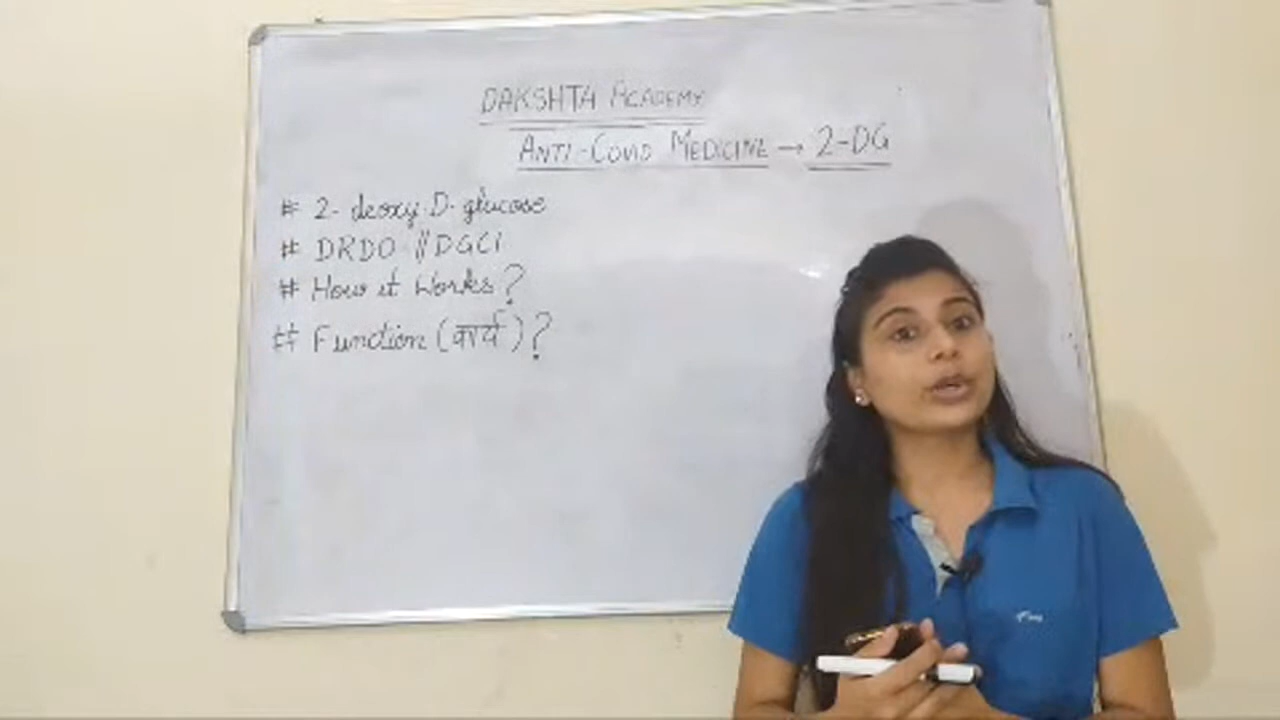 DAKSHTA ACADEMY
ANTI-COVID MEDICINE → 2-DG
# 2-deoxy-D-glucose
# DRDO // DGCI
# How it Works?
# Function (कार्य)?